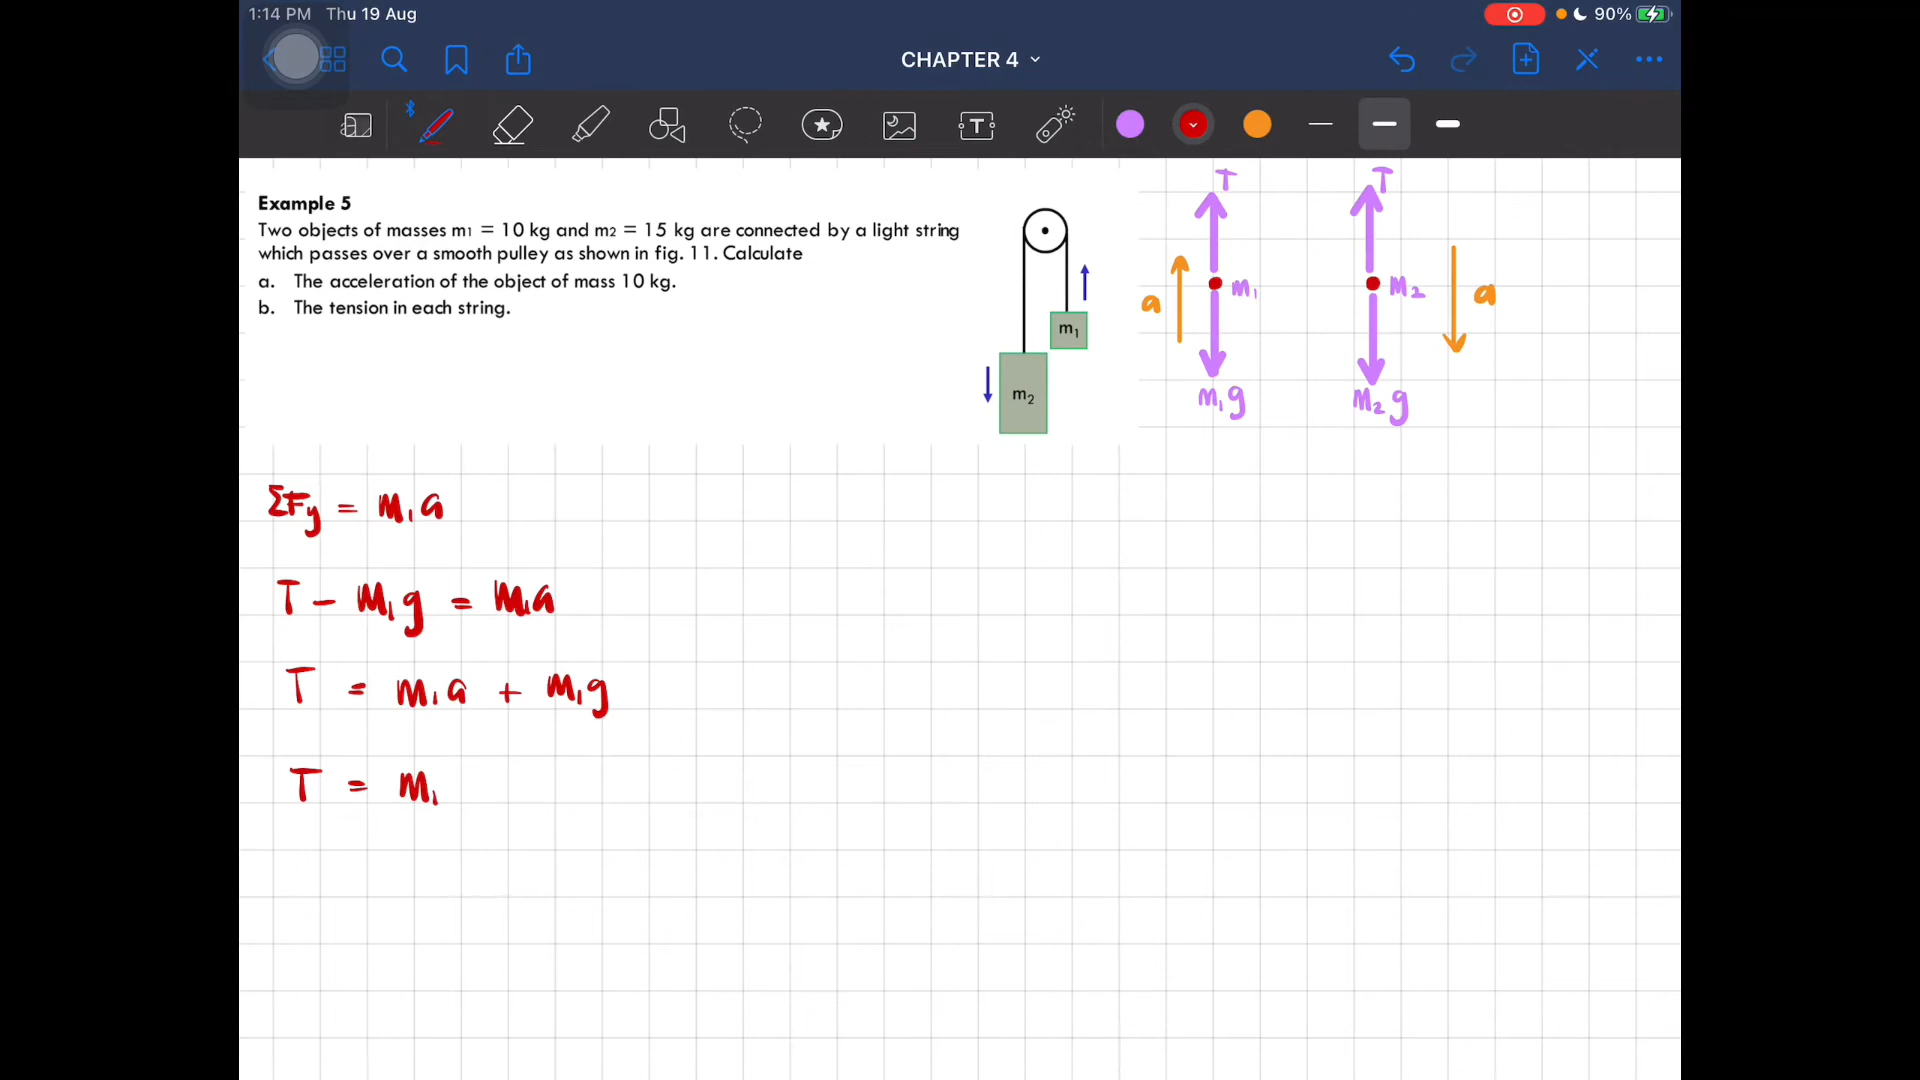 1:14 PM Thu 19 Aug
90%
CHAPTER 4
T
Example 5
Two objects of masses m1 = 10 kg and m2 = 15 kg are connected by a light string
which passes over a smooth pulley as shown in fig. 11. Calculate
a. The acceleration of the object of mass 10 kg.
b. The tension in each string.
m₁
m₂
T
a
m₁
m₁g
T
m₂
a
m₂g
ΣFy = m₁a
T - m₁g = m₁a
T = m₁a + m₁g
T = m₁